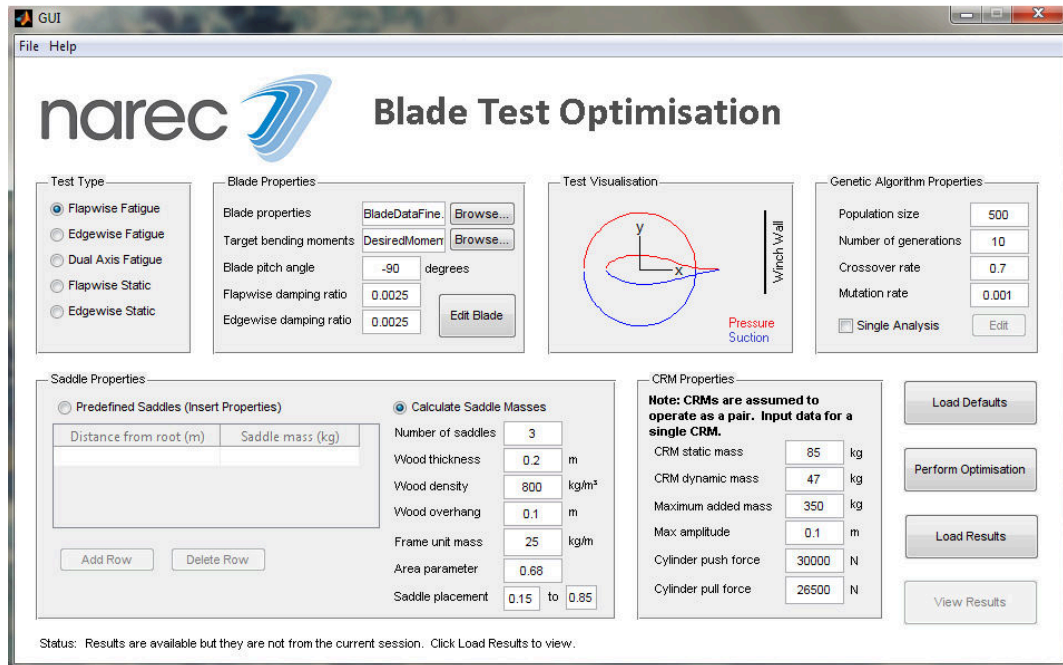 GUI
File Help
narec
Blade Test Optimisation
Test Type
Flapwise Fatigue
Edgewise Fatigue
Dual Axis Fatigue
Flapwise Static
Edgewise Static
Blade Properties
Blade properties BladeDataFine. Browse...
Target bending moments DesiredMomen Browse...
Blade pitch angle -90 degrees
Flapwise damping ratio 0.0025
Edgewise damping ratio 0.0025
Edit Blade
Test Visualisation
y
x
Winch Wall
Pressure
Suction
Genetic Algorithm Properties
Population size 500
Number of generations 10
Crossover rate 0.7
Mutation rate 0.001
Single Analysis Edit
Saddle Properties
Predefined Saddles (Insert Properties)
Distance from root (m) Saddle mass (kg)
Add Row Delete Row
Calculate Saddle Masses
Number of saddles 3
Wood thickness 0.2 m
Wood density 800 kg/m³
Wood overhang 0.1 m
Frame unit mass 25 kg/m
Area parameter 0.68
Saddle placement 0.15 to 0.85
CRM Properties
Note: CRMs are assumed to
operate as a pair. Input data for a
single CRM.
CRM static mass 85 kg
CRM dynamic mass 47 kg
Maximum added mass 350 kg
Max amplitude 0.1 m
Cylinder push force 30000 N
Cylinder pull force 26500 N
Load Defaults
Perform Optimisation
Load Results
View Results
Status: Results are available but they are not from the current session. Click Load Results to view.